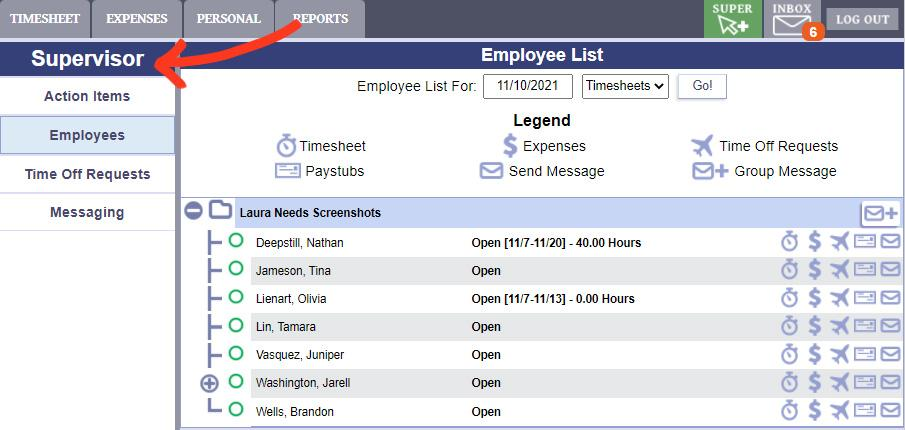 TIMESHEET EXPENSES PERSONAL REPORTS SUPER INBOX 6 LOG OUT
Supervisor
Action Items
Employees
Time Off Requests
Messaging
Employee List
Employee List For: 11/10/2021 Timesheets Go!
Legend
Timesheet Expenses Time Off Requests
Paystubs Send Message Group Message
Laura Needs Screenshots
Deepstill, Nathan Open [11/7-11/20] - 40.00 Hours
Jameson, Tina Open
Lienart, Olivia Open [11/7-11/13] - 0.00 Hours
Lin, Tamara Open
Vasquez, Juniper Open
Washington, Jarell Open
Wells, Brandon Open